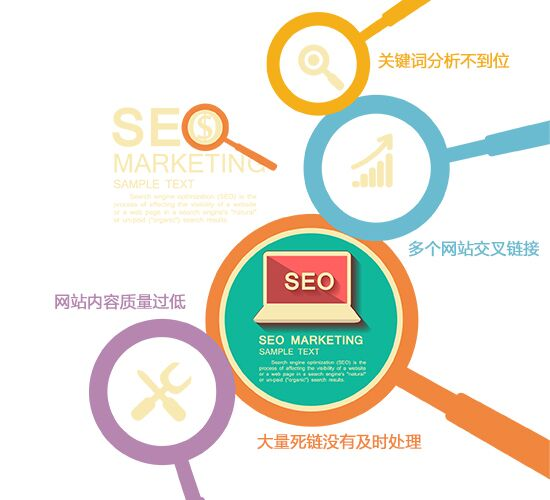 关键词分析不到位
SEO
MARKETING
SAMPLE TEXT
Search engine optimization (SEO) is the
process of affecting the visibility of a website
or a web page in a search engine's "natural"
or un-paid ("organic") search results.
多个网站交叉链接
网站内容质量过低
SEO
SEO MARKETING
SAMPLE TEXT
Search engine optimization (SEO) is the
process of affecting the visibility of a website
or a web page in a search engine's "natural"
or un-paid ("organic") search results.
大量死链没有及时处理